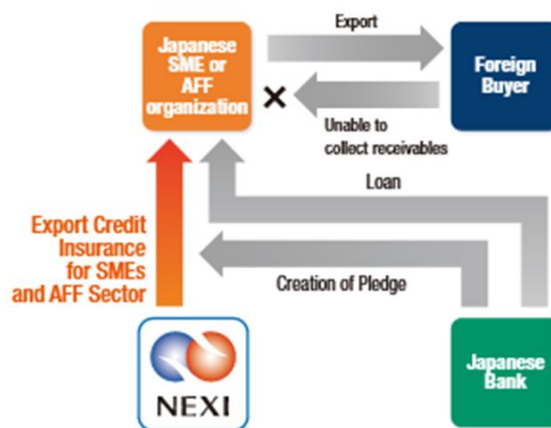 Japanese
SME or
AFF
organization
Export
Foreign
Buyer
Unable to
collect receivables
Loan
Export Credit
Insurance
for SMEs
and AFF Sector
Creation of Pledge
NEXI
Japanese
Bank